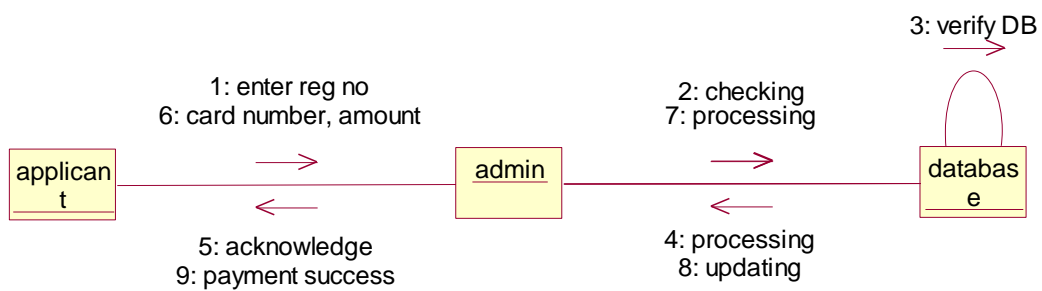 3: verify DB
1: enter reg no
6: card number, amount
2: checking
7: processing
applican
t
admin
databas
e
5: acknowledge
9: payment success
4: processing
8: updating